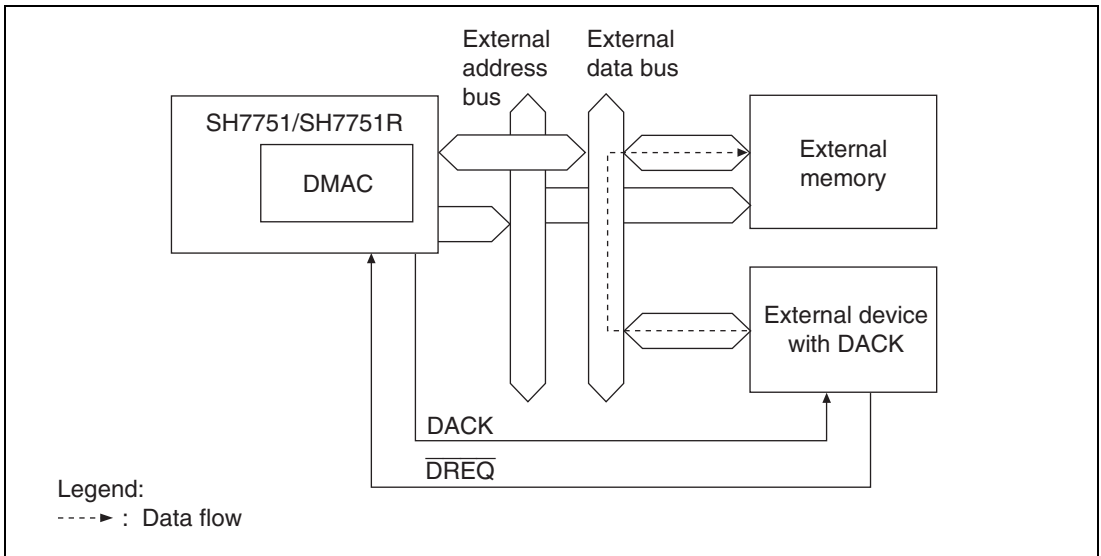 External
address
bus
External
data bus
SH7751/SH7751R
DMAC
External
memory
External device
with DACK
DACK
DREQ
Legend:
: Data flow